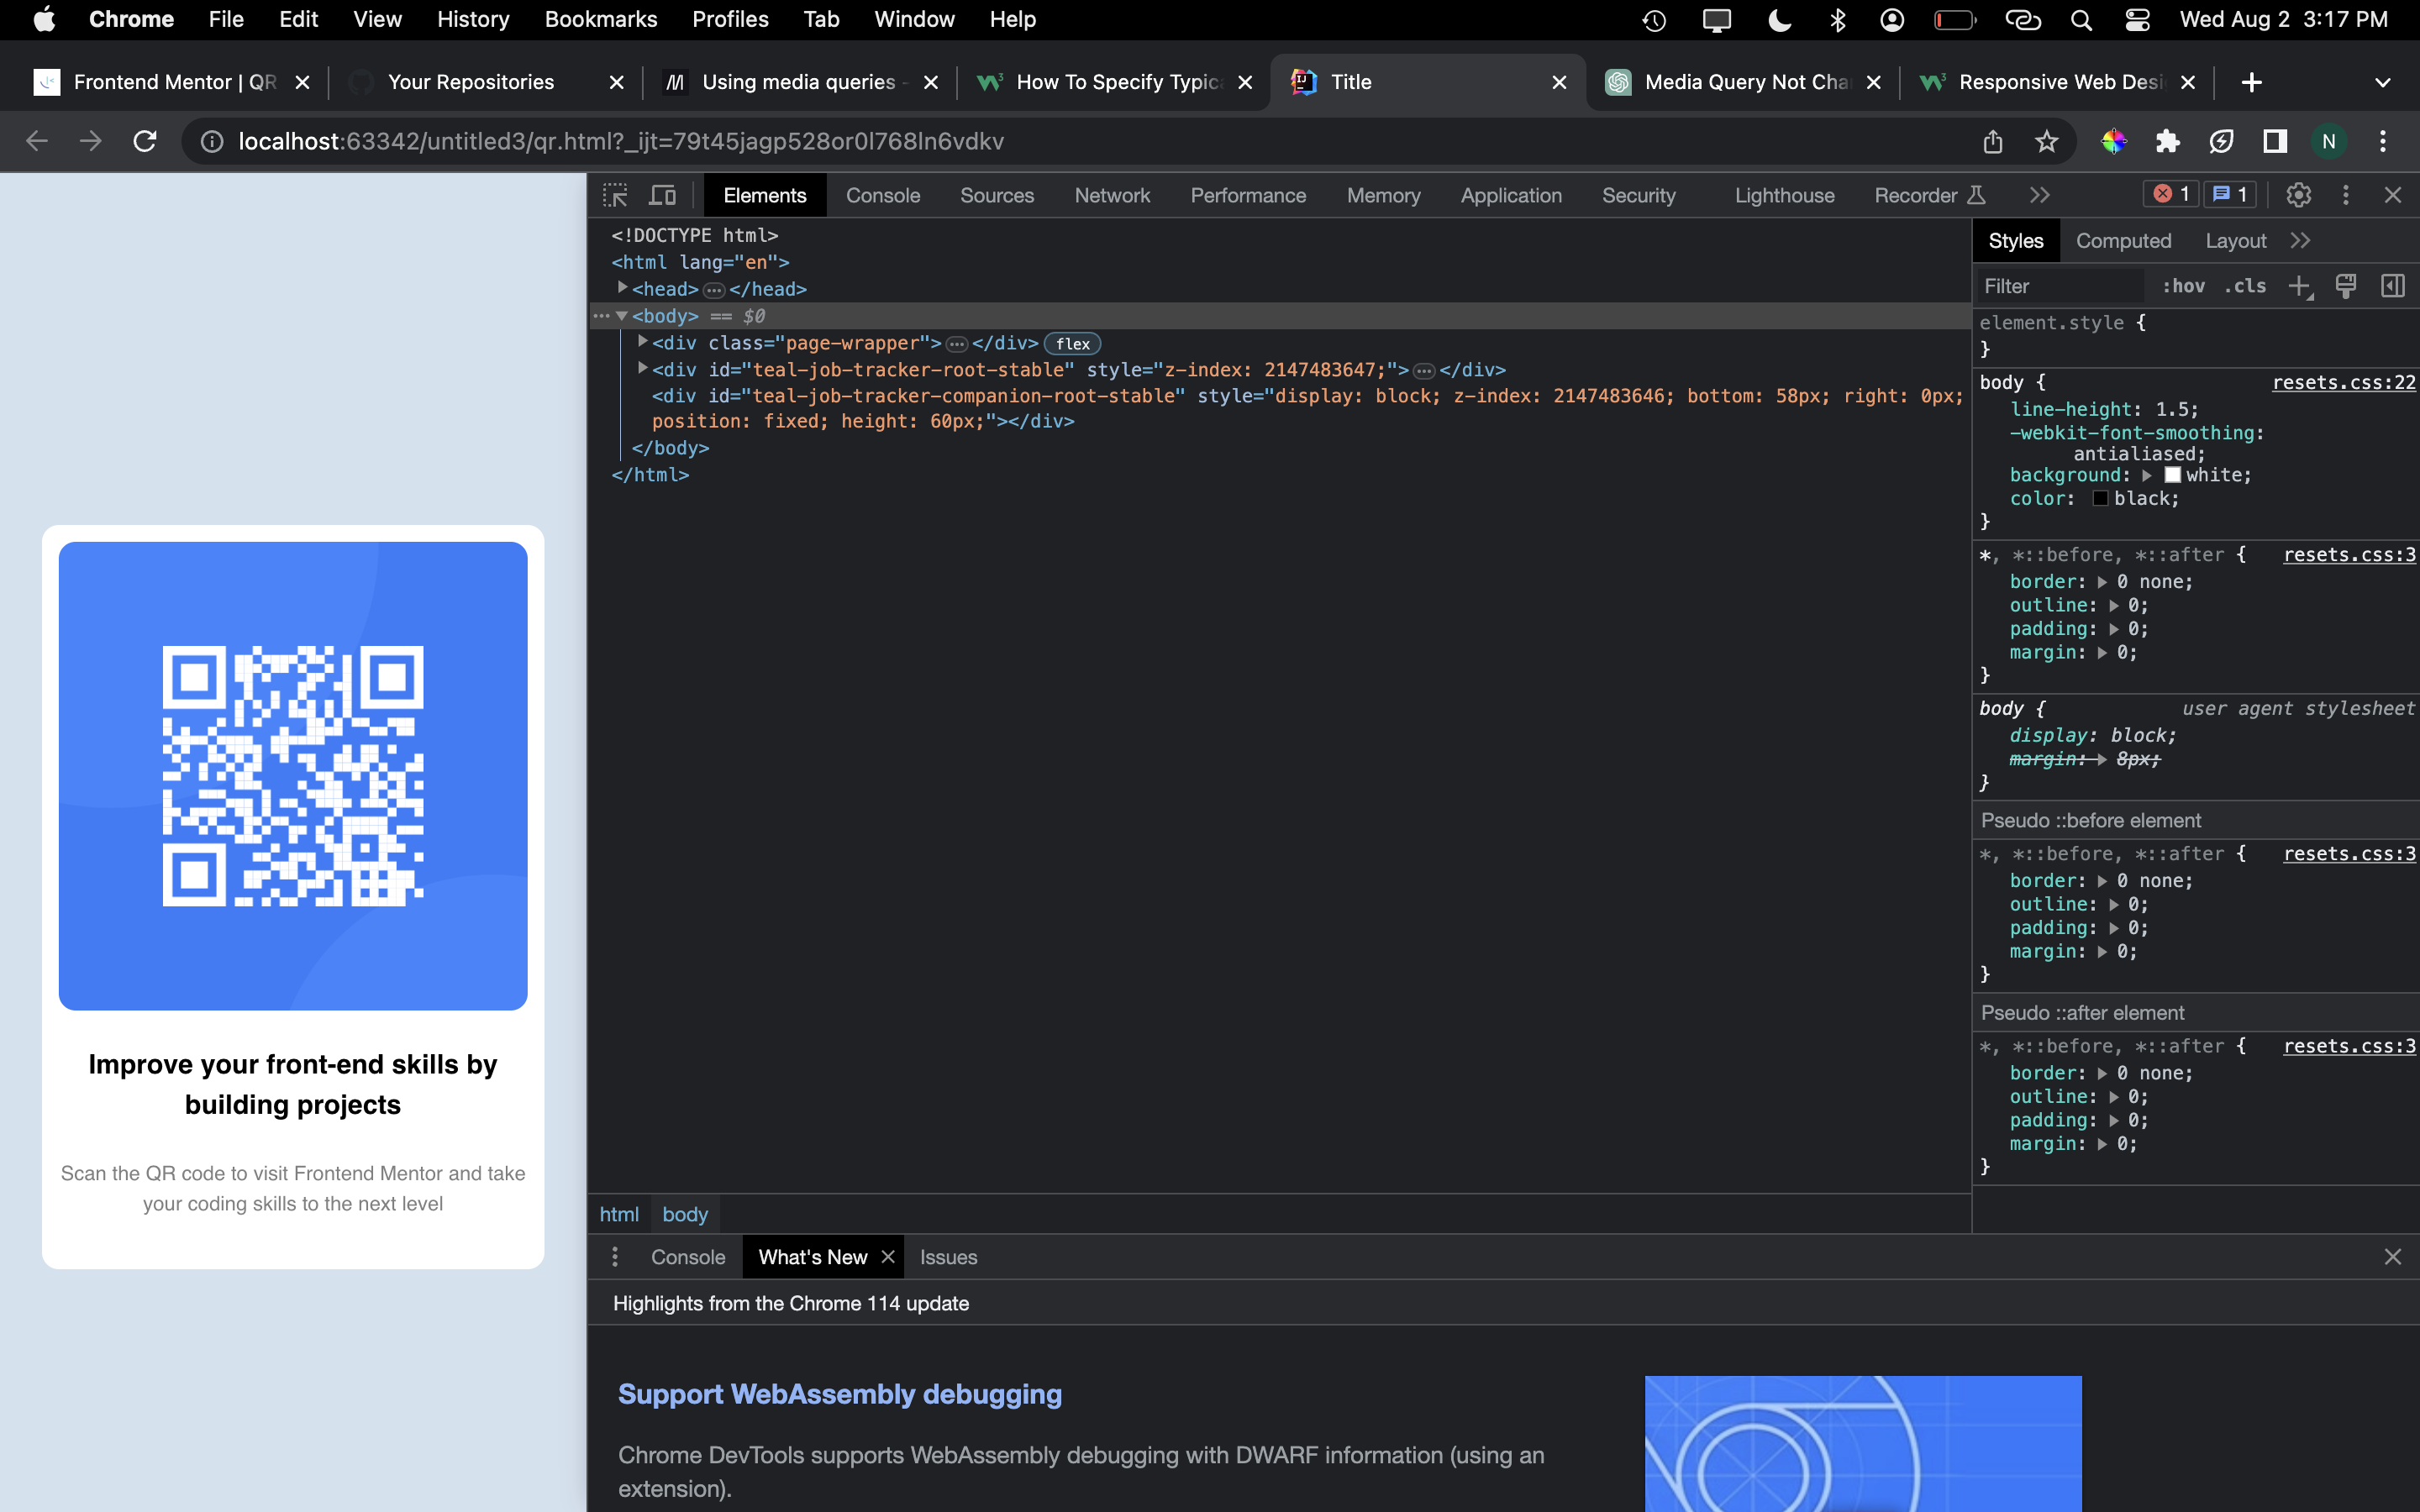 Chrome File Edit View History Bookmarks Profiles Tab Window Help Wed Aug 2 3:17 PM
Frontend Mentor | QR Your Repositories Using media queries - How To Specify Typic Title Media Query Not Cha Responsive Web Desi
localhost:63342/untitled3/qr.html?_ijt=79t45jagp528or0l768ln6vdkv N
Elements Console Sources Network Performance Memory Application Security Lighthouse Recorder 1 1
<!DOCTYPE html>
<html lang="en">
<head>…</head>
<body> == $0
<div class="page-wrapper">…</div> flex
<div id="teal-job-tracker-root-stable" style="z-index: 2147483647;">…</div>
<div id="teal-job-tracker-companion-root-stable" style="display: block; z-index: 2147483646; bottom: 58px; right: 0px;
position: fixed; height: 60px;"></div>
</body>
</html>
Styles Computed Layout
Filter :hov .cls
element.style {
}
body { resets.css:22
line-height: 1.5;
-webkit-font-smoothing:
antialiased;
background: white;
color: black;
}
*, *::before, *::after { resets.css:3
border: 0 none;
outline: 0;
padding: 0;
margin: 0;
}
body { user agent stylesheet
display: block;
margin: 8px;
}
Pseudo ::before element
*, *::before, *::after { resets.css:3
border: 0 none;
outline: 0;
padding: 0;
margin: 0;
}
Pseudo ::after element
*, *::before, *::after { resets.css:3
border: 0 none;
outline: 0;
padding: 0;
margin: 0;
}
Improve your front-end skills by
building projects
Scan the QR code to visit Frontend Mentor and take
your coding skills to the next level
html body
Console What's New Issues
Highlights from the Chrome 114 update
Support WebAssembly debugging
Chrome DevTools supports WebAssembly debugging with DWARF information (using an
extension).